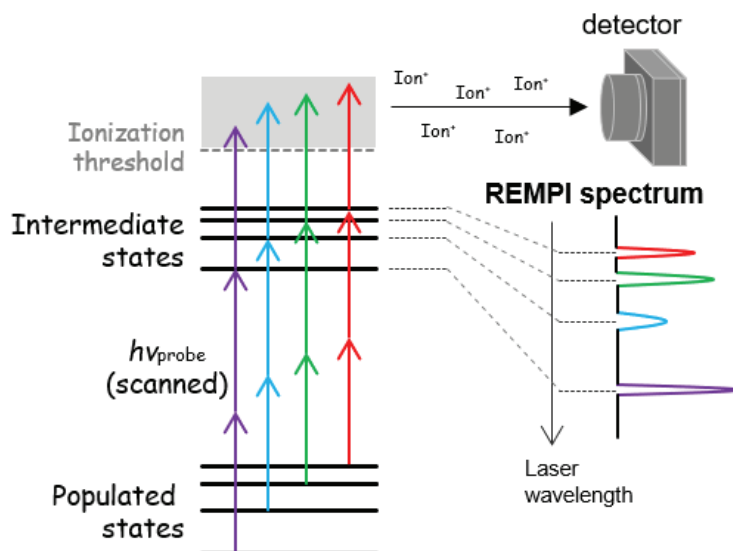 detector
Ion⁺
Ion⁺
Ion⁺
Ion⁺
Ion⁺
Ionization
threshold
REMPI spectrum
Intermediate
states
hνprobe
(scanned)
Laser
wavelength
Populated
states